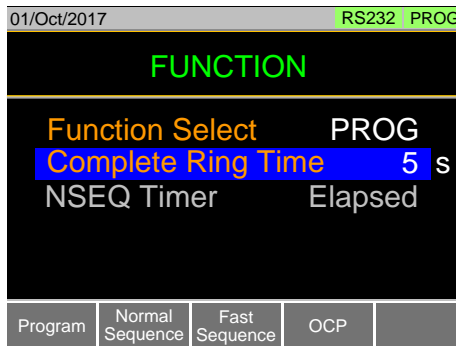 01/Oct/2017 RS232 PROG
FUNCTION
Function Select PROG
Complete Ring Time 5 s
NSEQ Timer Elapsed
Program Normal Sequence Fast Sequence OCP